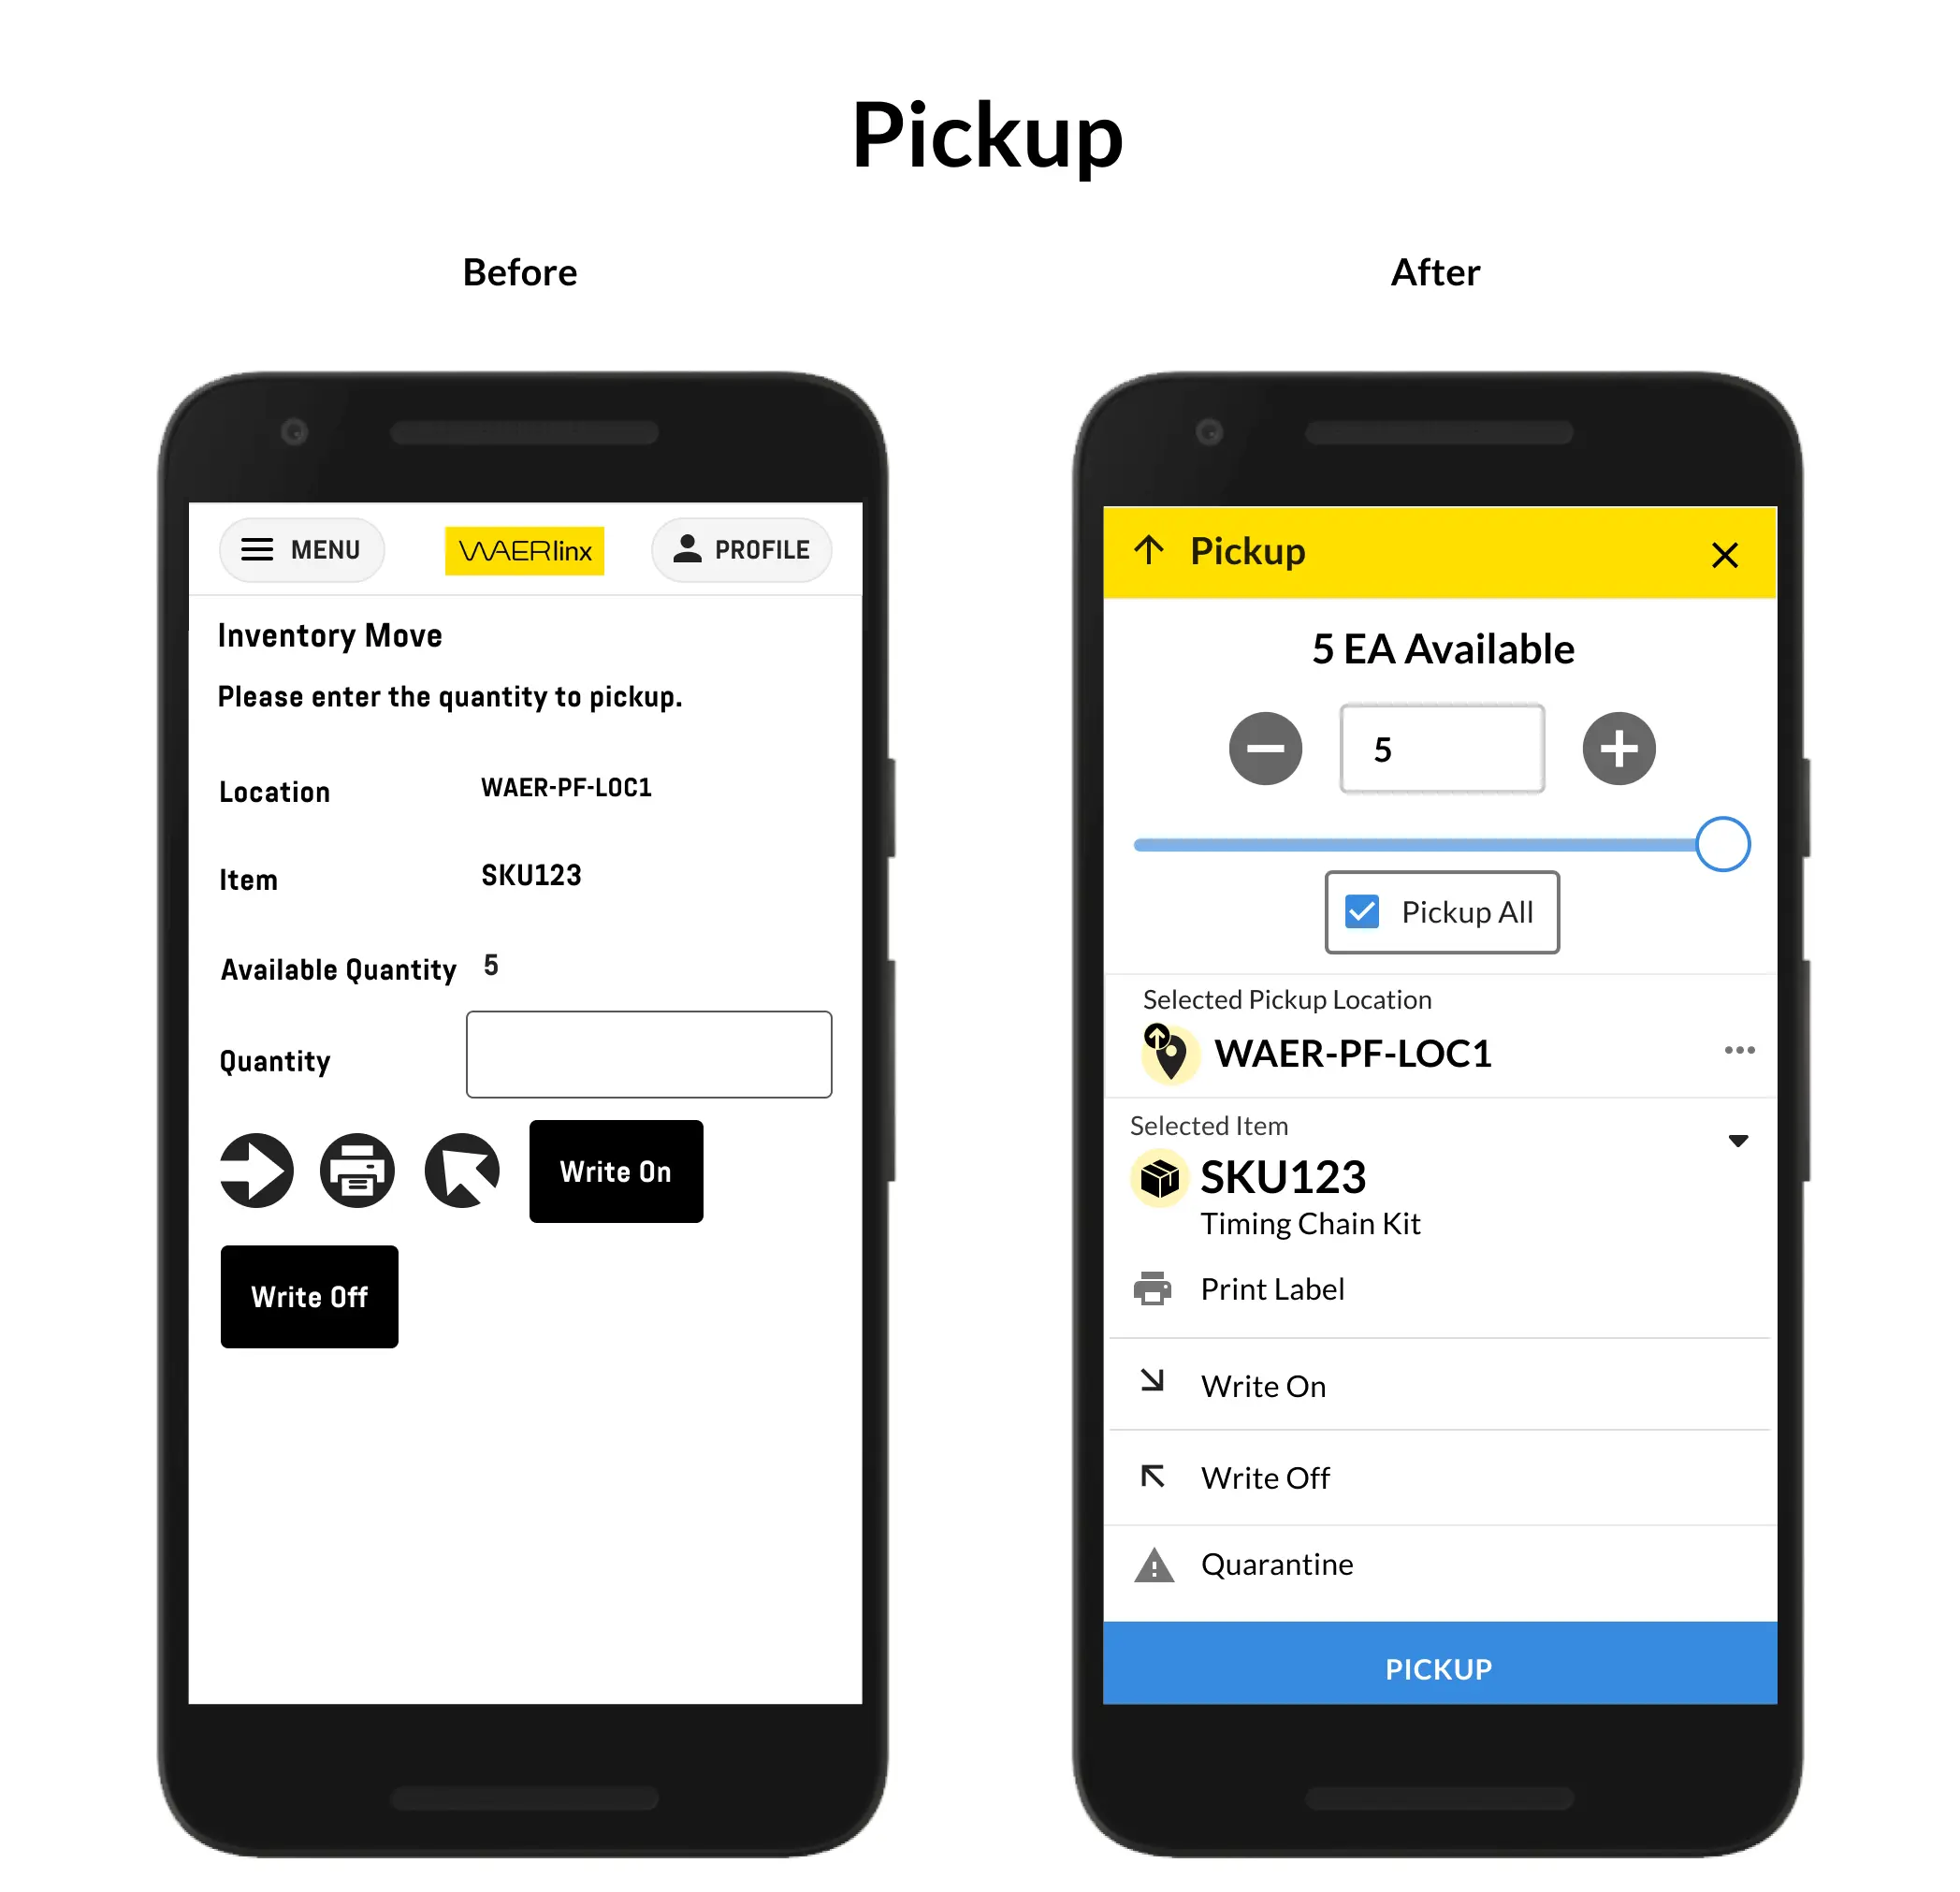 Pickup
Before
After
MENU
WAERlinx
PROFILE
Inventory Move
Please enter the quantity to pickup.
Location
WAER-PF-LOC1
Item
SKU123
Available Quantity
5
Quantity
Write On
Write Off
Pickup
5 EA Available
5
Pickup All
Selected Pickup Location
WAER-PF-LOC1
Selected Item
SKU123
Timing Chain Kit
Print Label
Write On
Write Off
Quarantine
PICKUP